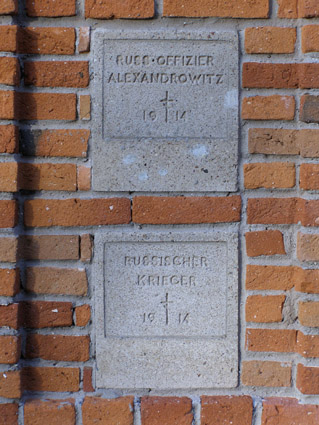 RUSS·OFFIZIER
ALEXANDROWITZ
19 14
RUSSISCHER
KRIEGER
19 14